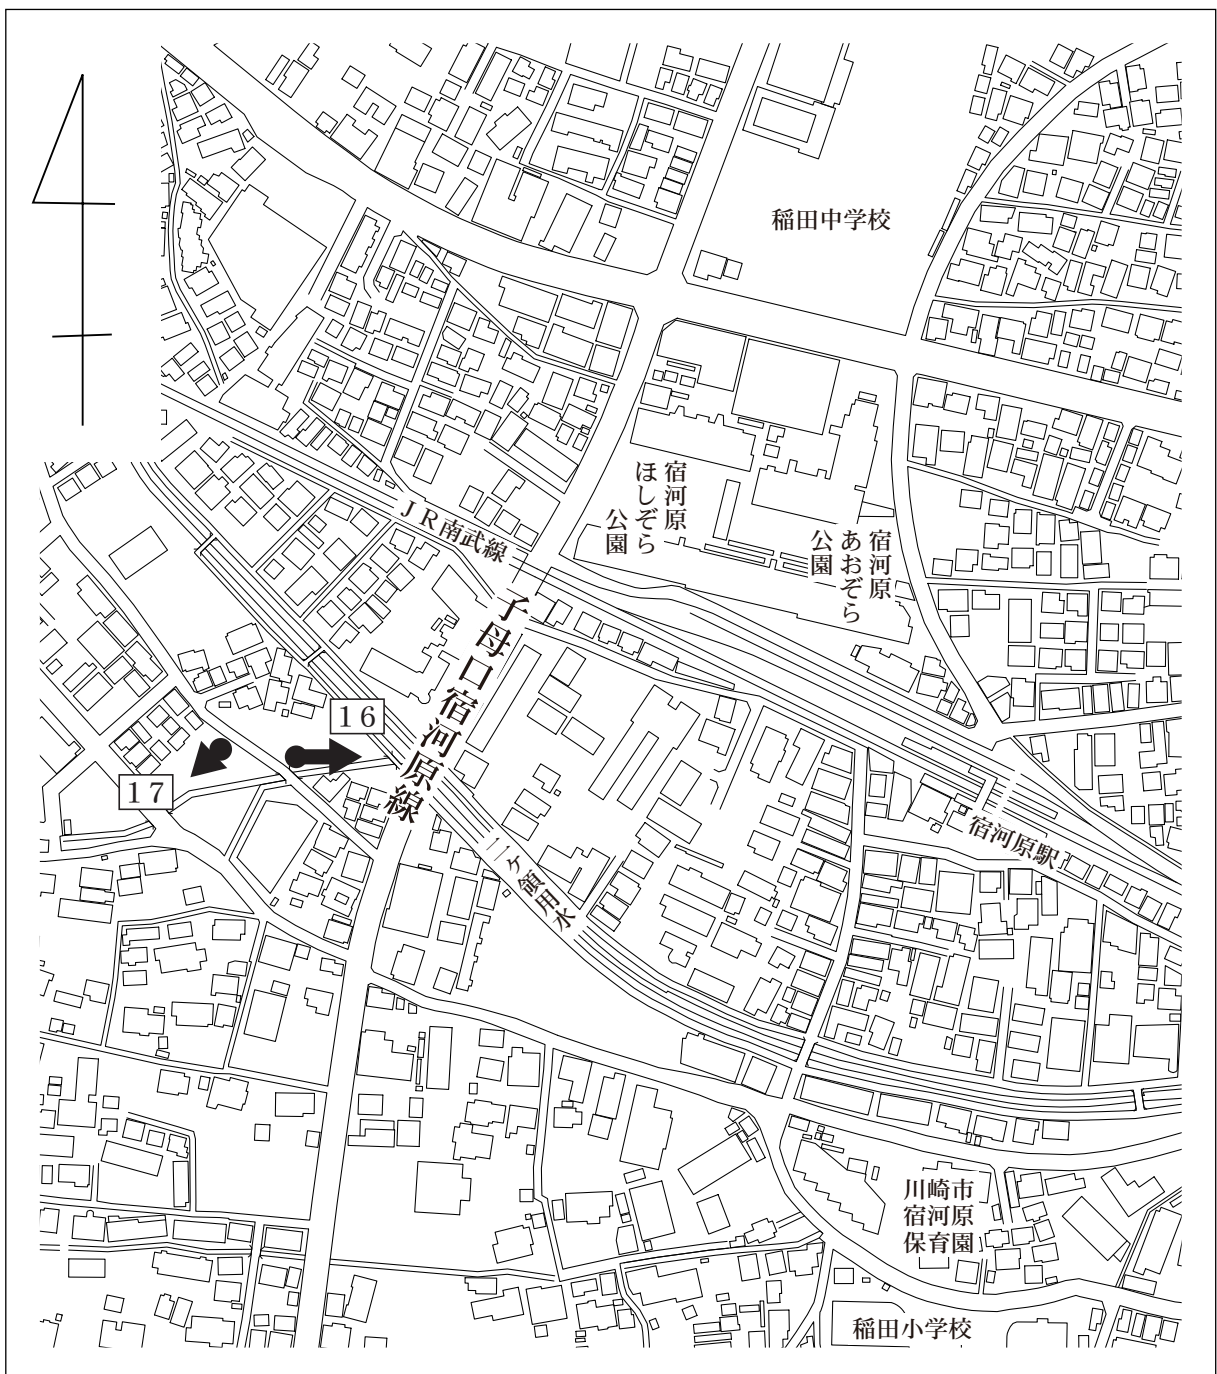 稲田中学校
宿河原
ほしぞら
公園
宿河原
あおぞら
公園
JR南武線
子母口宿河原線
16
17
二ヶ領用水
宿河原駅
川崎市
宿河原
保育園
稲田小学校